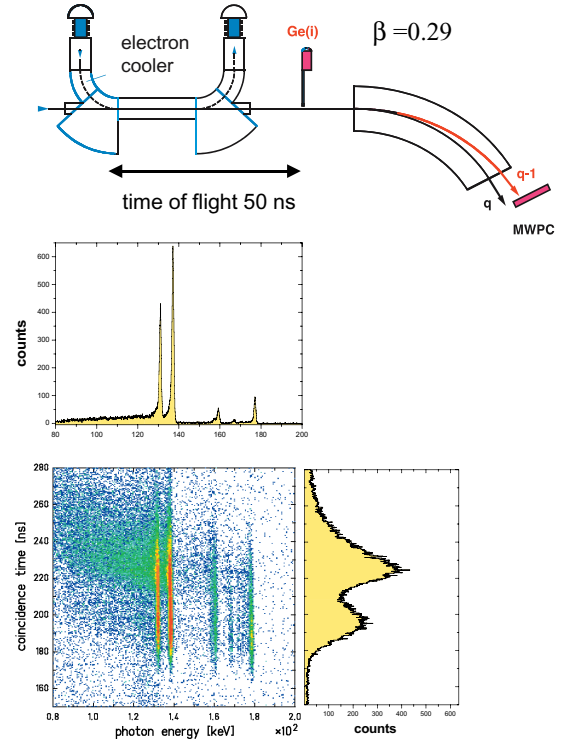 Ge(i)
β =0.29
electron
cooler
q-1
q
time of flight 50 ns
MWPC
counts
600
500
400
300
200
100
0
80 100 120 140 160 180 200
coincidence time [ns]
280
260
240
220
200
180
160
0.8 1.0 1.2 1.4 1.6 1.8 2.0
photon energy [keV] ×10²
100 200 300 400 500 600
counts